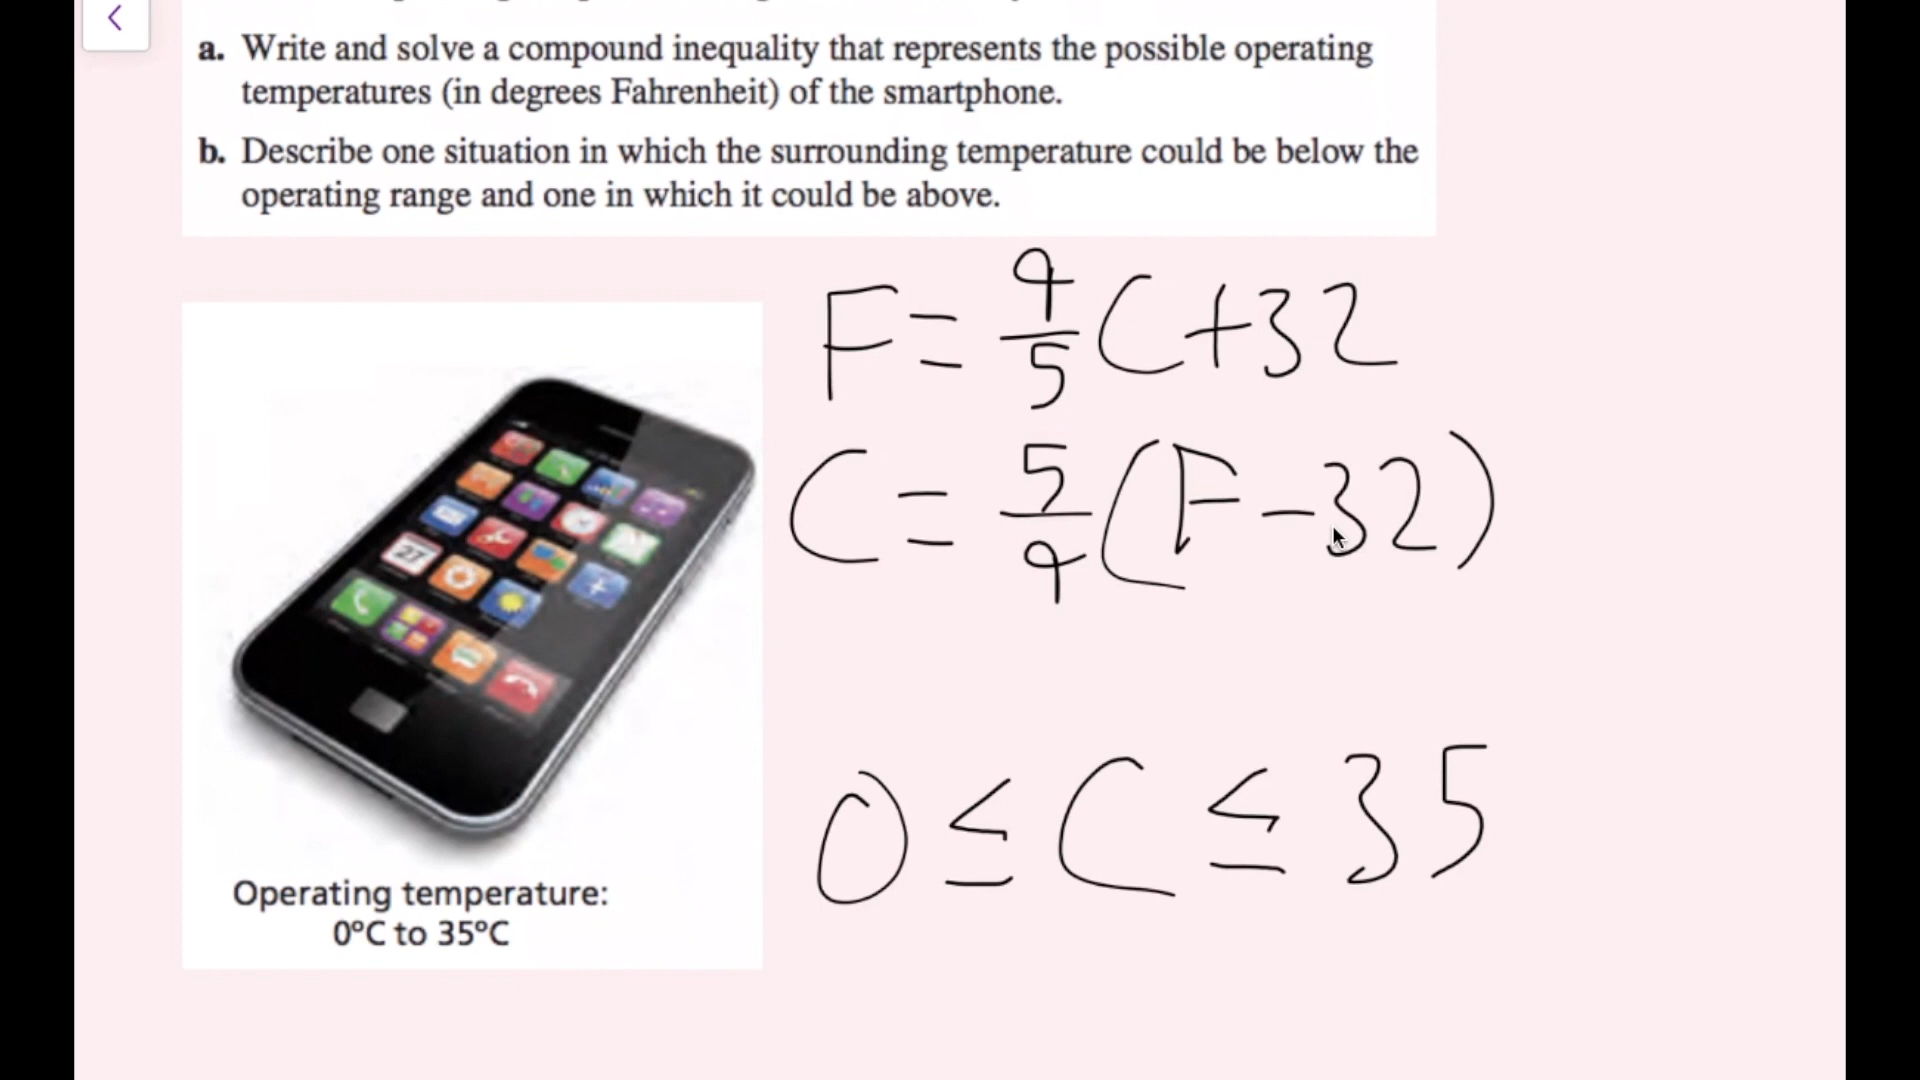 a. Write and solve a compound inequality that represents the possible operating
temperatures (in degrees Fahrenheit) of the smartphone.
b. Describe one situation in which the surrounding temperature could be below the
operating range and one in which it could be above.
F = 9/5 C + 32
C = 5/9 (F - 32)
27
0 ≤ C ≤ 35
Operating temperature:
0°C to 35°C